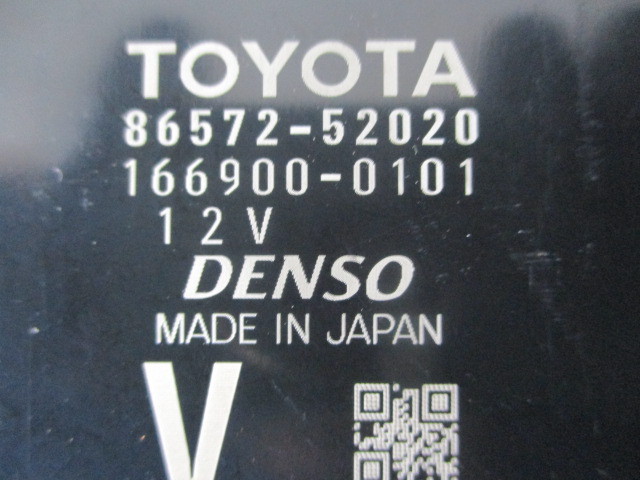 TOYOTA
86572-52020
166900-0101
12V
DENSO
MADE IN JAPAN
V